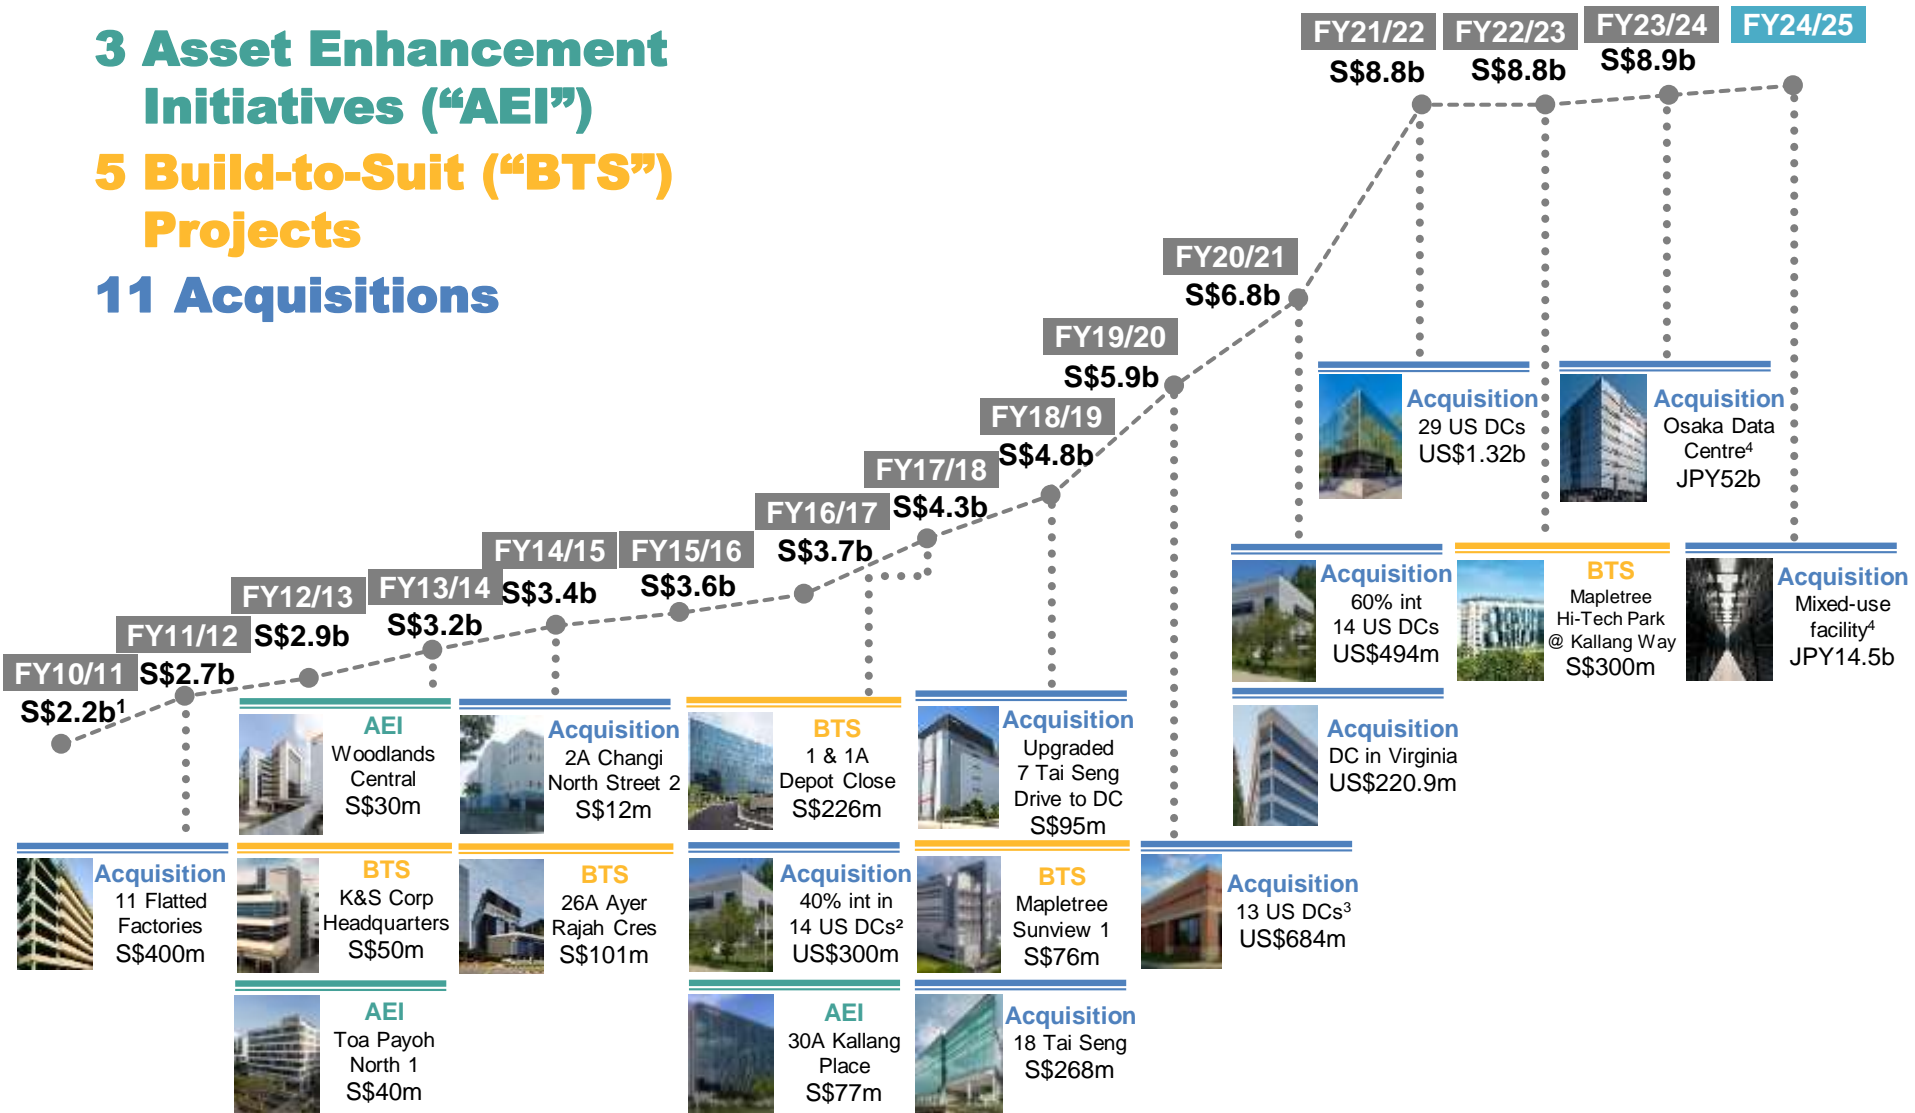 3 Asset Enhancement
Initiatives (“AEI”)
5 Build-to-Suit (“BTS”)
Projects
11 Acquisitions
FY10/11
S$2.2b¹
FY11/12
S$2.7b
FY12/13
S$2.9b
FY13/14
S$3.2b
FY14/15
S$3.4b
FY15/16
S$3.6b
FY16/17
S$3.7b
FY17/18
S$4.3b
FY18/19
S$4.8b
FY19/20
S$5.9b
FY20/21
S$6.8b
FY21/22
S$8.8b
FY22/23
S$8.8b
FY23/24
S$8.9b
FY24/25
Acquisition
11 Flatted
Factories
S$400m
AEI
Woodlands
Central
S$30m
BTS
K&S Corp
Headquarters
S$50m
AEI
Toa Payoh
North 1
S$40m
Acquisition
2A Changi
North Street 2
S$12m
BTS
26A Ayer
Rajah Cres
S$101m
BTS
1 & 1A
Depot Close
S$226m
Acquisition
40% int in
14 US DCs²
US$300m
AEI
30A Kallang
Place
S$77m
Acquisition
Upgraded
7 Tai Seng
Drive to DC
S$95m
BTS
Mapletree
Sunview 1
S$76m
Acquisition
18 Tai Seng
S$268m
Acquisition
13 US DCs³
US$684m
Acquisition
60% int
14 US DCs
US$494m
Acquisition
DC in Virginia
US$220.9m
Acquisition
29 US DCs
US$1.32b
BTS
Mapletree
Hi-Tech Park
@ Kallang Way
S$300m
Acquisition
Osaka Data
Centre⁴
JPY52b
Acquisition
Mixed-use
facility⁴
JPY14.5b